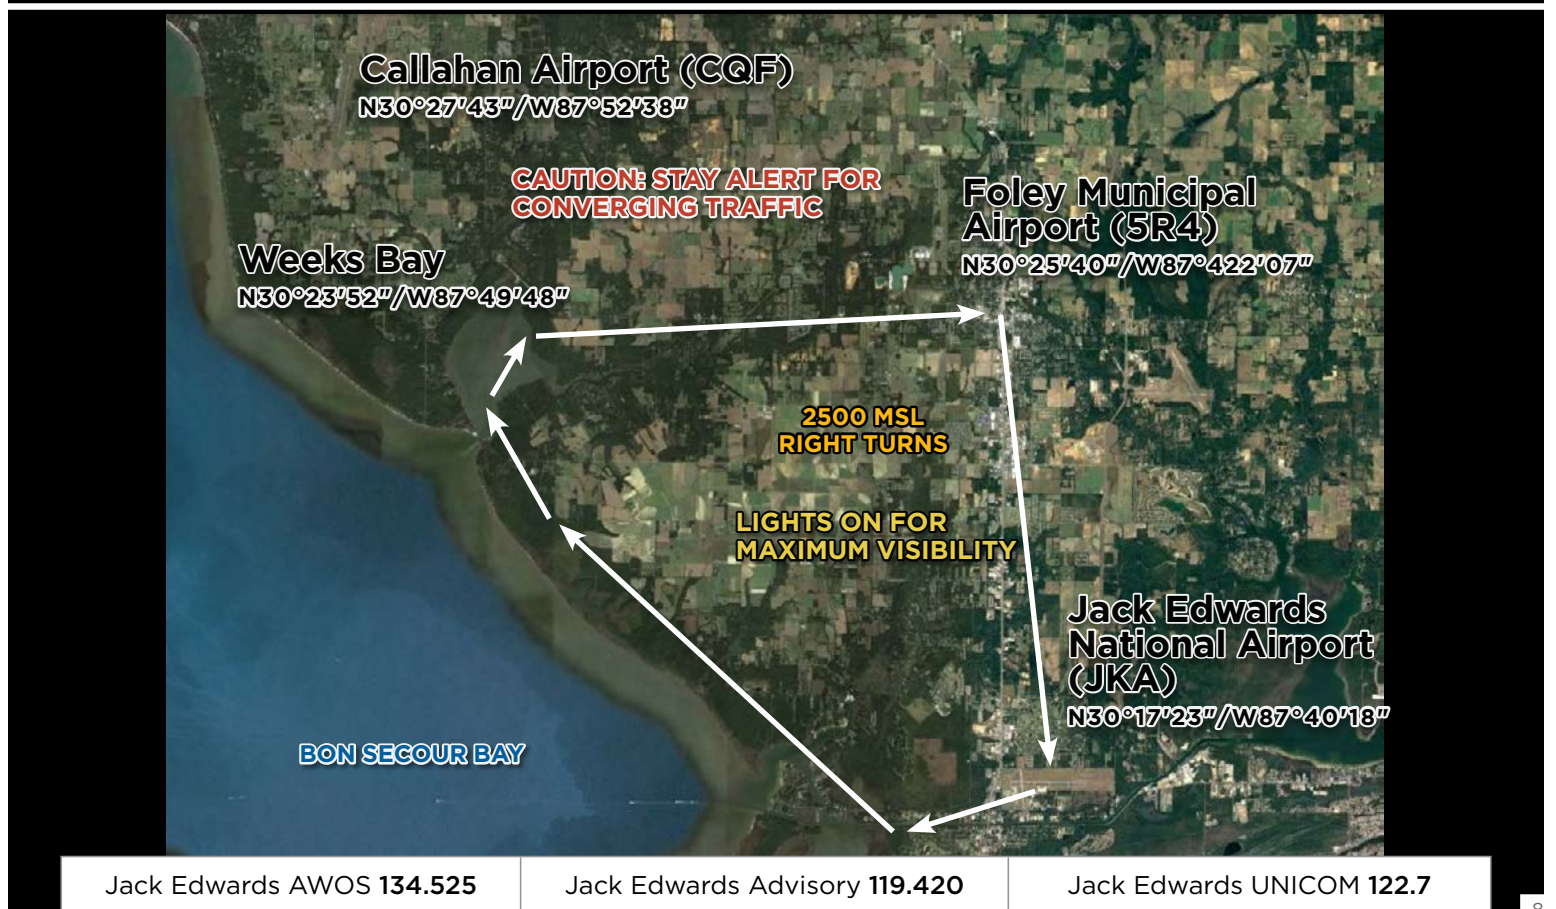 Callahan Airport (CQF)
N30°27'43"/W87°52'38"
CAUTION: STAY ALERT FOR
CONVERGING TRAFFIC
Foley Municipal
Airport (5R4)
N30°25'40"/W87°422'07"
Weeks Bay
N30°23'52"/W87°49'48"
2500 MSL
RIGHT TURNS
LIGHTS ON FOR
MAXIMUM VISIBILITY
Jack Edwards
National Airport
(JKA)
N30°17'23"/W87°40'18"
BON SECOUR BAY
Jack Edwards AWOS 134.525
Jack Edwards Advisory 119.420
Jack Edwards UNICOM 122.7